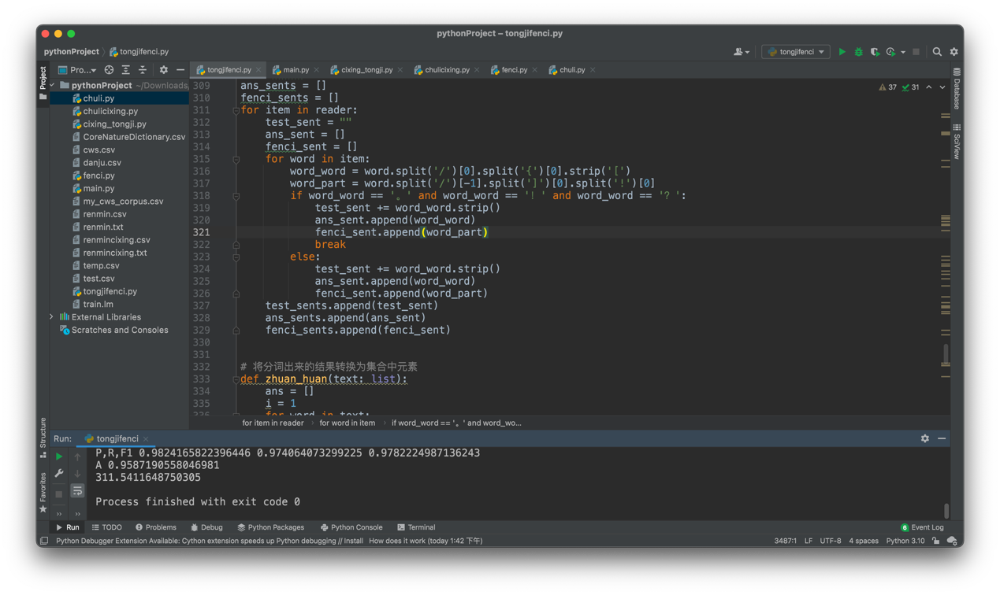 pythonProject – tongjifenci.py
pythonProject
tongjifenci.py
tongjifenci
Project
Pro...
tongjifenci.py
main.py
cixing_tongji.py
chulicixing.py
fenci.py
chuli.py
pythonProject ~/Downloads
chuli.py
chulicixing.py
cixing_tongji.py
CoreNatureDictionary.csv
cws.csv
danju.csv
fenci.py
main.py
my_cws_corpus.csv
renmin.csv
renmin.txt
renmincixing.csv
renmincixing.txt
temp.csv
test.csv
tongjifenci.py
train.lm
External Libraries
Scratches and Consoles
37 31
Database
SciView
309 ans_sents = []
310 fenci_sents = []
311 for item in reader:
312 test_sent = ""
313 ans_sent = []
314 fenci_sent = []
315 for word in item:
316 word_word = word.split('/')[0].split('{')[0].strip('[')
317 word_part = word.split('/')[-1].split(']')[0].split('!')[0]
318 if word_word == '。' and word_word == '！' and word_word == '？':
319 test_sent += word_word.strip()
320 ans_sent.append(word_word)
321 fenci_sent.append(word_part)
322 break
323 else:
324 test_sent += word_word.strip()
325 ans_sent.append(word_word)
326 fenci_sent.append(word_part)
327 test_sents.append(test_sent)
328 ans_sents.append(ans_sent)
329 fenci_sents.append(fenci_sent)
330
331
332 # 将分词出来的结果转换为集合中元素
333 def zhuan_huan(text: list):
334 ans = []
335 i = 1
336 for word in text:
for item in reader › for word in item › if word_word == '。' and word_wo...
Structure
Favorites
Run: tongjifenci
P,R,F1 0.9824165822396446 0.974064073299225 0.9782224987136243
A 0.9587190558046981
311.5411648750305
Process finished with exit code 0
Run
TODO
Problems
Debug
Python Packages
Python Console
Terminal
6 Event Log
Python Debugger Extension Available: Cython extension speeds up Python debugging // Install How does it work (today 1:42 下午)
3487:1 LF UTF-8 4 spaces Python 3.10